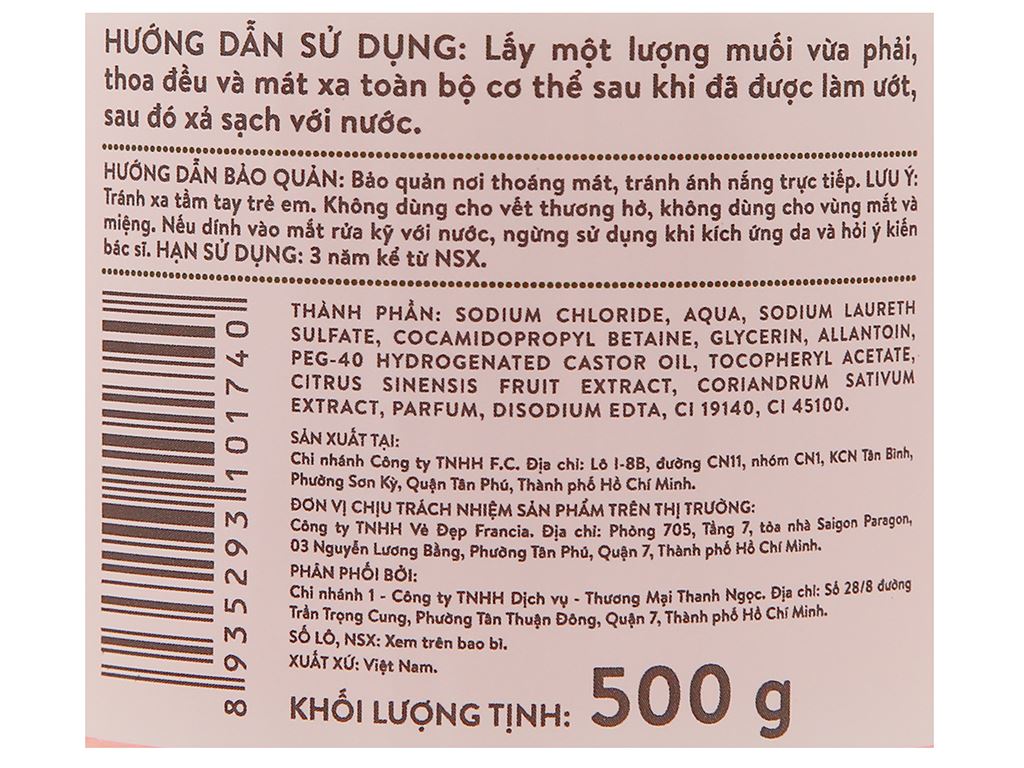 HƯỚNG DẪN SỬ DỤNG: Lấy một lượng muối vừa phải,
thoa đều và mát xa toàn bộ cơ thể sau khi đã được làm ướt,
sau đó xả sạch với nước.
HƯỚNG DẪN BẢO QUẢN: Bảo quản nơi thoáng mát, tránh ánh nắng trực tiếp. LƯU Ý:
Tránh xa tầm tay trẻ em. Không dùng cho vết thương hở, không dùng cho vùng mắt và
miệng. Nếu dính vào mắt rửa kỹ với nước, ngừng sử dụng khi kích ứng da và hỏi ý kiến
bác sĩ. HẠN SỬ DỤNG: 3 năm kể từ NSX.
8 935293 101740
THÀNH PHẦN: SODIUM CHLORIDE, AQUA, SODIUM LAURETH
SULFATE, COCAMIDOPROPYL BETAINE, GLYCERIN, ALLANTOIN,
PEG-40 HYDROGENATED CASTOR OIL, TOCOPHERYL ACETATE,
CITRUS SINENSIS FRUIT EXTRACT, CORIANDRUM SATIVUM
EXTRACT, PARFUM, DISODIUM EDTA, CI 19140, CI 45100.
SẢN XUẤT TẠI:
Chi nhánh Công ty TNHH F.C. Địa chỉ: Lô I-8B, đường CN11, nhóm CN1, KCN Tân Bình,
Phường Sơn Kỳ, Quận Tân Phú, Thành phố Hồ Chí Minh.
ĐƠN VỊ CHỊU TRÁCH NHIỆM SẢN PHẨM TRÊN THỊ TRƯỜNG:
Công ty TNHH Vẻ Đẹp Francia. Địa chỉ: Phòng 705, Tầng 7, tòa nhà Saigon Paragon,
03 Nguyễn Lương Bằng, Phường Tân Phú, Quận 7, Thành phố Hồ Chí Minh.
PHÂN PHỐI BỞI:
Chi nhánh 1 - Công ty TNHH Dịch vụ - Thương Mại Thanh Ngọc. Địa chỉ: Số 28/8 đường
Trần Trọng Cung, Phường Tân Thuận Đông, Quận 7, Thành phố Hồ Chí Minh.
SỐ LÔ, NSX: Xem trên bao bì.
XUẤT XỨ: Việt Nam.
KHỐI LƯỢNG TỊNH: 500 g